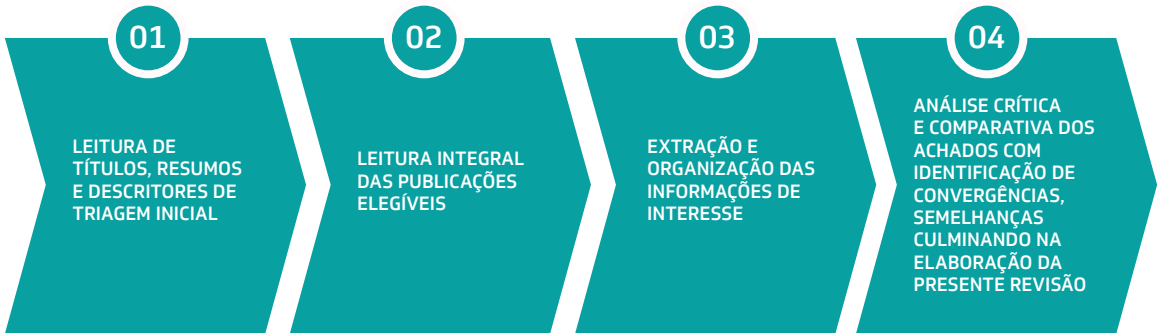 01
LEITURA DE
TÍTULOS, RESUMOS
E DESCRITORES DE
TRIAGEM INICIAL
02
LEITURA INTEGRAL
DAS PUBLICAÇÕES
ELEGÍVEIS
03
EXTRAÇÃO E
ORGANIZAÇÃO DAS
INFORMAÇÕES DE
INTERESSE
04
ANÁLISE CRÍTICA
E COMPARATIVA DOS
ACHADOS COM
IDENTIFICAÇÃO DE
CONVERGÊNCIAS,
SEMELHANÇAS
CULMINANDO NA
ELABORAÇÃO DA
PRESENTE REVISÃO